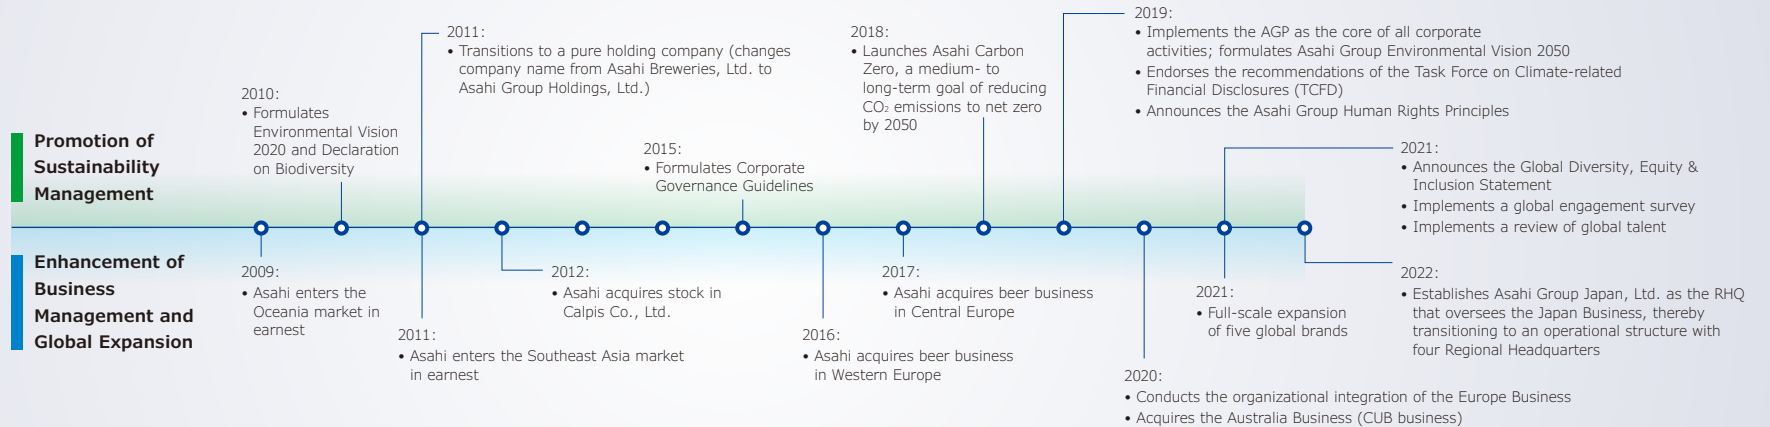 Promotion of
Sustainability
Management
2010:
• Formulates
Environmental Vision
2020 and Declaration
on Biodiversity
2011:
• Transitions to a pure holding company (changes
company name from Asahi Breweries, Ltd. to
Asahi Group Holdings, Ltd.)
2015:
• Formulates Corporate
Governance Guidelines
2018:
• Launches Asahi Carbon
Zero, a medium- to
long-term goal of reducing
CO₂ emissions to net zero
by 2050
2019:
• Implements the AGP as the core of all corporate
activities; formulates Asahi Group Environmental Vision 2050
• Endorses the recommendations of the Task Force on Climate-related
Financial Disclosures (TCFD)
• Announces the Asahi Group Human Rights Principles
2021:
• Announces the Global Diversity, Equity &
Inclusion Statement
• Implements a global engagement survey
• Implements a review of global talent
Enhancement of
Business
Management and
Global Expansion
2009:
• Asahi enters the
Oceania market in
earnest
2011:
• Asahi enters the Southeast Asia market
in earnest
2012:
• Asahi acquires stock in
Calpis Co., Ltd.
2016:
• Asahi acquires beer business
in Western Europe
2017:
• Asahi acquires beer business
in Central Europe
2020:
• Conducts the organizational integration of the Europe Business
• Acquires the Australia Business (CUB business)
2021:
• Full-scale expansion
of five global brands
2022:
• Establishes Asahi Group Japan, Ltd. as the RHQ
that oversees the Japan Business, thereby
transitioning to an operational structure with
four Regional Headquarters